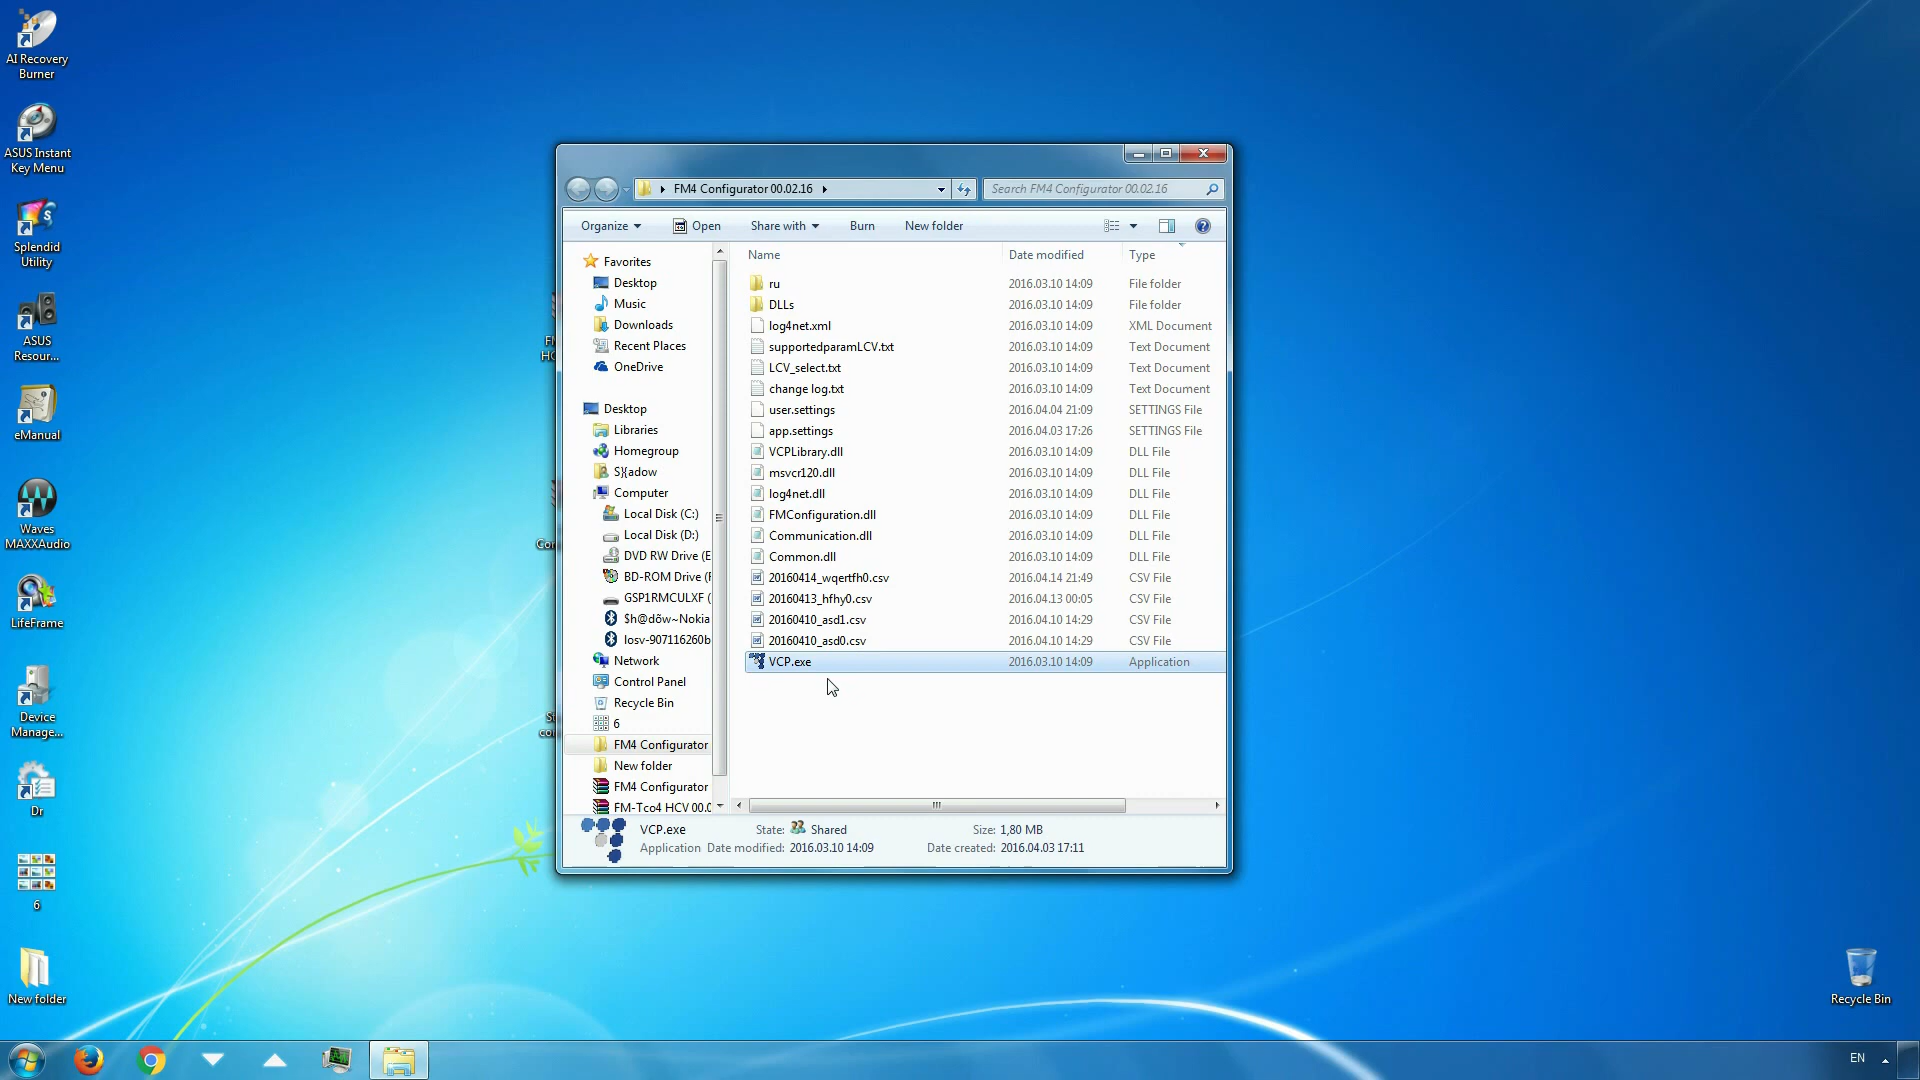 AI Recovery
Burner
ASUS Instant
Key Menu
Splendid
Utility
ASUS
Resour...
eManual
Waves
MAXXAudio
LifeFrame
Device
Manage...
Dr
6
New folder
FM4 Configurator 00.02.16
Search FM4 Configurator 00.02.16
Organize
Open
Share with
Burn
New folder
Favorites
Desktop
Music
Downloads
Recent Places
OneDrive
Desktop
Libraries
Homegroup
S}{adow
Computer
Local Disk (C:)
Local Disk (D:)
DVD RW Drive (E
BD-ROM Drive (F
GSP1RMCULXF (
$h@dõw~Nokia
Iosv-907116260b
Network
Control Panel
Recycle Bin
6
FM4 Configurator
New folder
FM4 Configurator
FM-Tco4 HCV 00.0
Name Date modified Type
ru 2016.03.10 14:09 File folder
DLLs 2016.03.10 14:09 File folder
log4net.xml 2016.03.10 14:09 XML Document
supportedparamLCV.txt 2016.03.10 14:09 Text Document
LCV_select.txt 2016.03.10 14:09 Text Document
change log.txt 2016.03.10 14:09 Text Document
user.settings 2016.04.04 21:09 SETTINGS File
app.settings 2016.04.03 17:26 SETTINGS File
VCPLibrary.dll 2016.03.10 14:09 DLL File
msvcr120.dll 2016.03.10 14:09 DLL File
log4net.dll 2016.03.10 14:09 DLL File
FMConfiguration.dll 2016.03.10 14:09 DLL File
Communication.dll 2016.03.10 14:09 DLL File
Common.dll 2016.03.10 14:09 DLL File
20160414_wqertfh0.csv 2016.04.14 21:49 CSV File
20160413_hfhy0.csv 2016.04.13 00:05 CSV File
20160410_asd1.csv 2016.04.10 14:29 CSV File
20160410_asd0.csv 2016.04.10 14:29 CSV File
VCP.exe 2016.03.10 14:09 Application
VCP.exe State: Shared Size: 1,80 MB
Application Date modified: 2016.03.10 14:09 Date created: 2016.04.03 17:11
Recycle Bin
EN